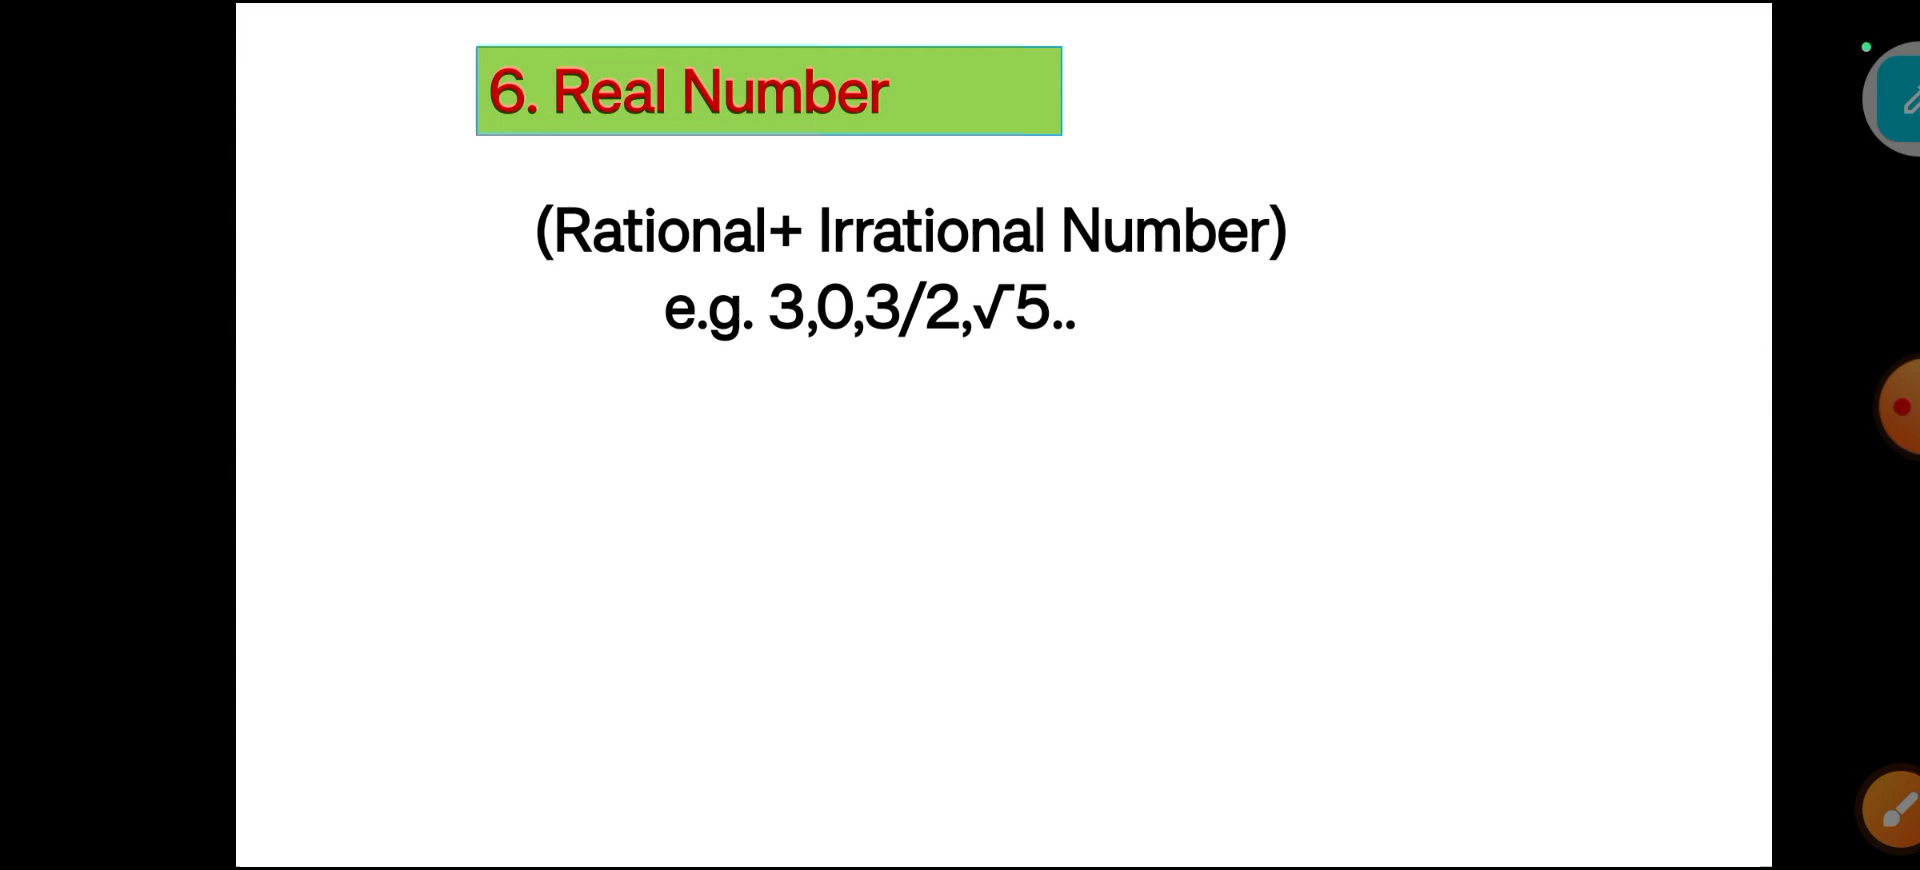 6. Real Number
(Rational+ Irrational Number)
e.g. 3,0,3/2,√5..